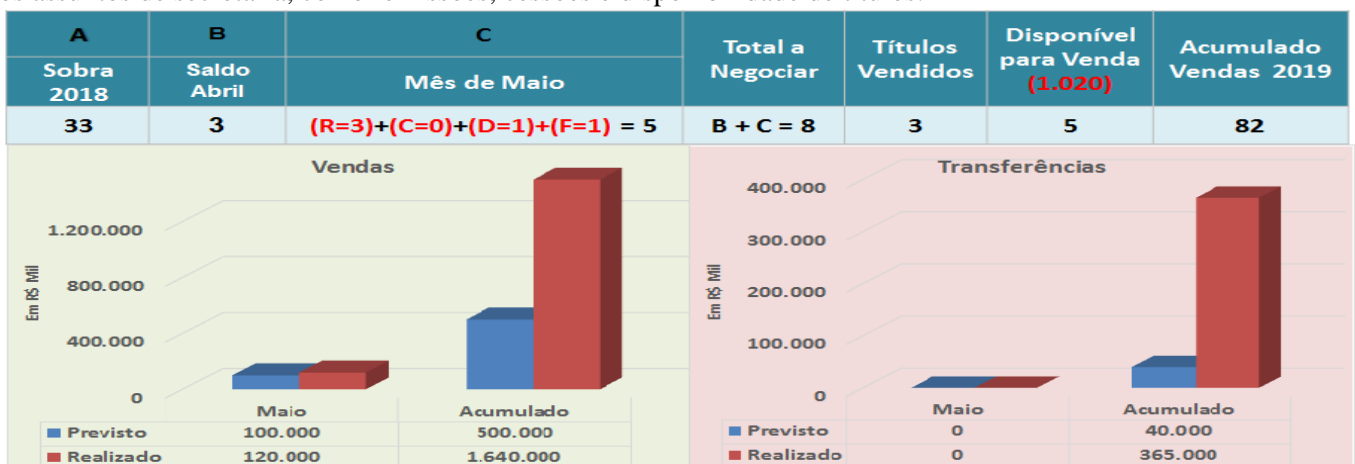 A B C Total a Negociar Títulos Vendidos Disponível para Venda (1.020) Acumulado Vendas 2019
Sobra 2018 Saldo Abril Mês de Maio
33 3 (R=3)+(C=0)+(D=1)+(F=1) = 5 B + C = 8 3 5 82
Vendas
Em R$ Mil
1.200.000
800.000
400.000
0
Maio Acumulado
Previsto 100.000 500.000
Realizado 120.000 1.640.000
Transferências
Em R$ Mil
400.000
300.000
200.000
100.000
0
Maio Acumulado
Previsto 0 40.000
Realizado 0 365.000